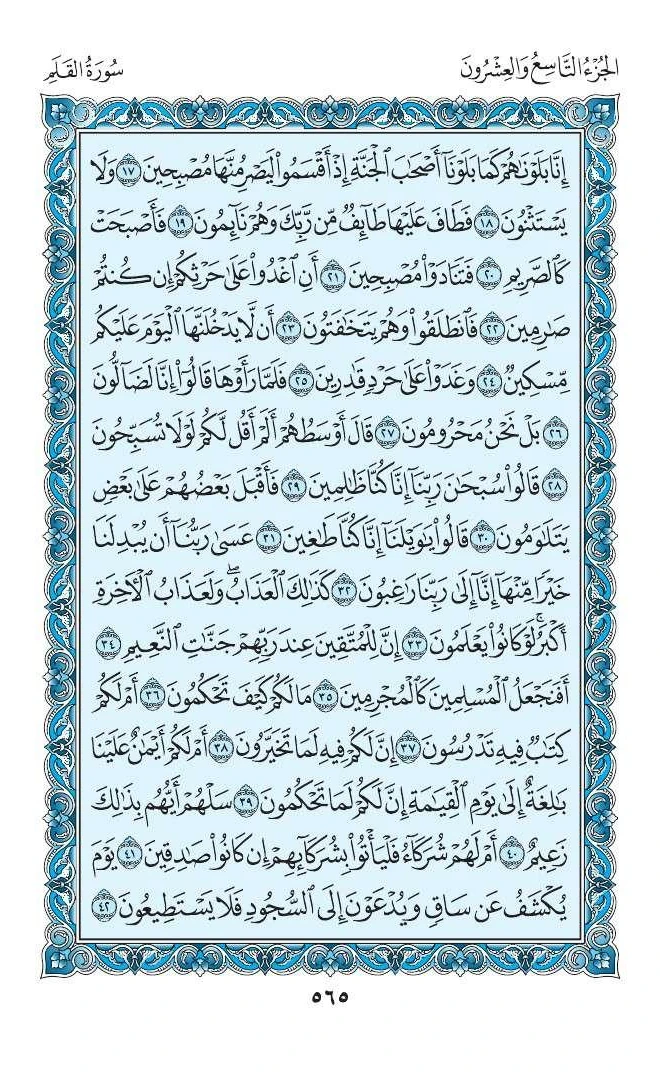 الجُزْءُ التَّاسِعُ وَالعِشْرُونَ
سُورَةُ القَلَمِ
إِنَّا بَلَوْنَٰهُمْ كَمَا بَلَوْنَآ أَصْحَٰبَ ٱلْجَنَّةِ إِذْ أَقْسَمُوا۟ لَيَصْرِمُنَّهَا مُصْبِحِينَ ١٧ وَلَا
يَسْتَثْنُونَ ١٨ فَطَافَ عَلَيْهَا طَآئِفٌ مِّن رَّبِّكَ وَهُمْ نَآئِمُونَ ١٩ فَأَصْبَحَتْ
كَٱلصَّرِيمِ ٢٠ فَتَنَادَوْا۟ مُصْبِحِينَ ٢١ أَنِ ٱغْدُوا۟ عَلَىٰ حَرْثِكُمْ إِن كُنتُمْ
صَٰرِمِينَ ٢٢ فَٱنطَلَقُوا۟ وَهُمْ يَتَخَٰفَتُونَ ٢٣ أَن لَّا يَدْخُلَنَّهَا ٱلْيَوْمَ عَلَيْكُم
مِّسْكِينٌ ٢٤ وَغَدَوْا۟ عَلَىٰ حَرْدٍ قَٰدِرِينَ ٢٥ فَلَمَّا رَأَوْهَا قَالُوٓا۟ إِنَّا لَضَآلُّونَ
٢٦ بَلْ نَحْنُ مَحْرُومُونَ ٢٧ قَالَ أَوْسَطُهُمْ أَلَمْ أَقُل لَّكُمْ لَوْلَا تُسَبِّحُونَ
٢٨ قَالُوا۟ سُبْحَٰنَ رَبِّنَآ إِنَّا كُنَّا ظَٰلِمِينَ ٢٩ فَأَقْبَلَ بَعْضُهُمْ عَلَىٰ بَعْضٍ
يَتَلَٰوَمُونَ ٣٠ قَالُوا۟ يَٰوَيْلَنَآ إِنَّا كُنَّا طَٰغِينَ ٣١ عَسَىٰ رَبُّنَآ أَن يُبْدِلَنَا
خَيْرًا مِّنْهَآ إِنَّآ إِلَىٰ رَبِّنَا رَٰغِبُونَ ٣٢ كَذَٰلِكَ ٱلْعَذَابُ ۖ وَلَعَذَابُ ٱلْأَخِرَةِ
أَكْبَرُ ۚ لَوْ كَانُوا۟ يَعْلَمُونَ ٣٣ إِنَّ لِلْمُتَّقِينَ عِندَ رَبِّهِمْ جَنَّٰتِ ٱلنَّعِيمِ ٣٤
أَفَنَجْعَلُ ٱلْمُسْلِمِينَ كَٱلْمُجْرِمِينَ ٣٥ مَا لَكُمْ كَيْفَ تَحْكُمُونَ ٣٦ أَمْ لَكُمْ
كِتَٰبٌ فِيهِ تَدْرُسُونَ ٣٧ إِنَّ لَكُمْ فِيهِ لَمَا تَخَيَّرُونَ ٣٨ أَمْ لَكُمْ أَيْمَٰنٌ عَلَيْنَا
بَٰلِغَةٌ إِلَىٰ يَوْمِ ٱلْقِيَٰمَةِ إِنَّ لَكُمْ لَمَا تَحْكُمُونَ ٣٩ سَلْهُمْ أَيُّهُم بِذَٰلِكَ
زَعِيمٌ ٤٠ أَمْ لَهُمْ شُرَكَآءُ فَلْيَأْتُوا۟ بِشُرَكَآئِهِمْ إِن كَانُوا۟ صَٰدِقِينَ ٤١ يَوْمَ
يُكْشَفُ عَن سَاقٍ وَيُدْعَوْنَ إِلَى ٱلسُّجُودِ فَلَا يَسْتَطِيعُونَ ٤٢
٥٦٥